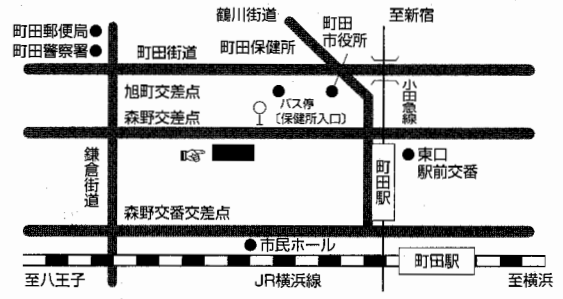 鶴川街道
町田
市役所
至新宿
町田郵便局
町田警察署
町田街道
町田保健所
旭町交差点
バス停
〔保健所入口〕
小田急線
森野交差点
鎌倉街道
町田駅
東口
駅前交番
森野交番交差点
市民ホール
町田駅
至八王子
JR横浜線
至横浜